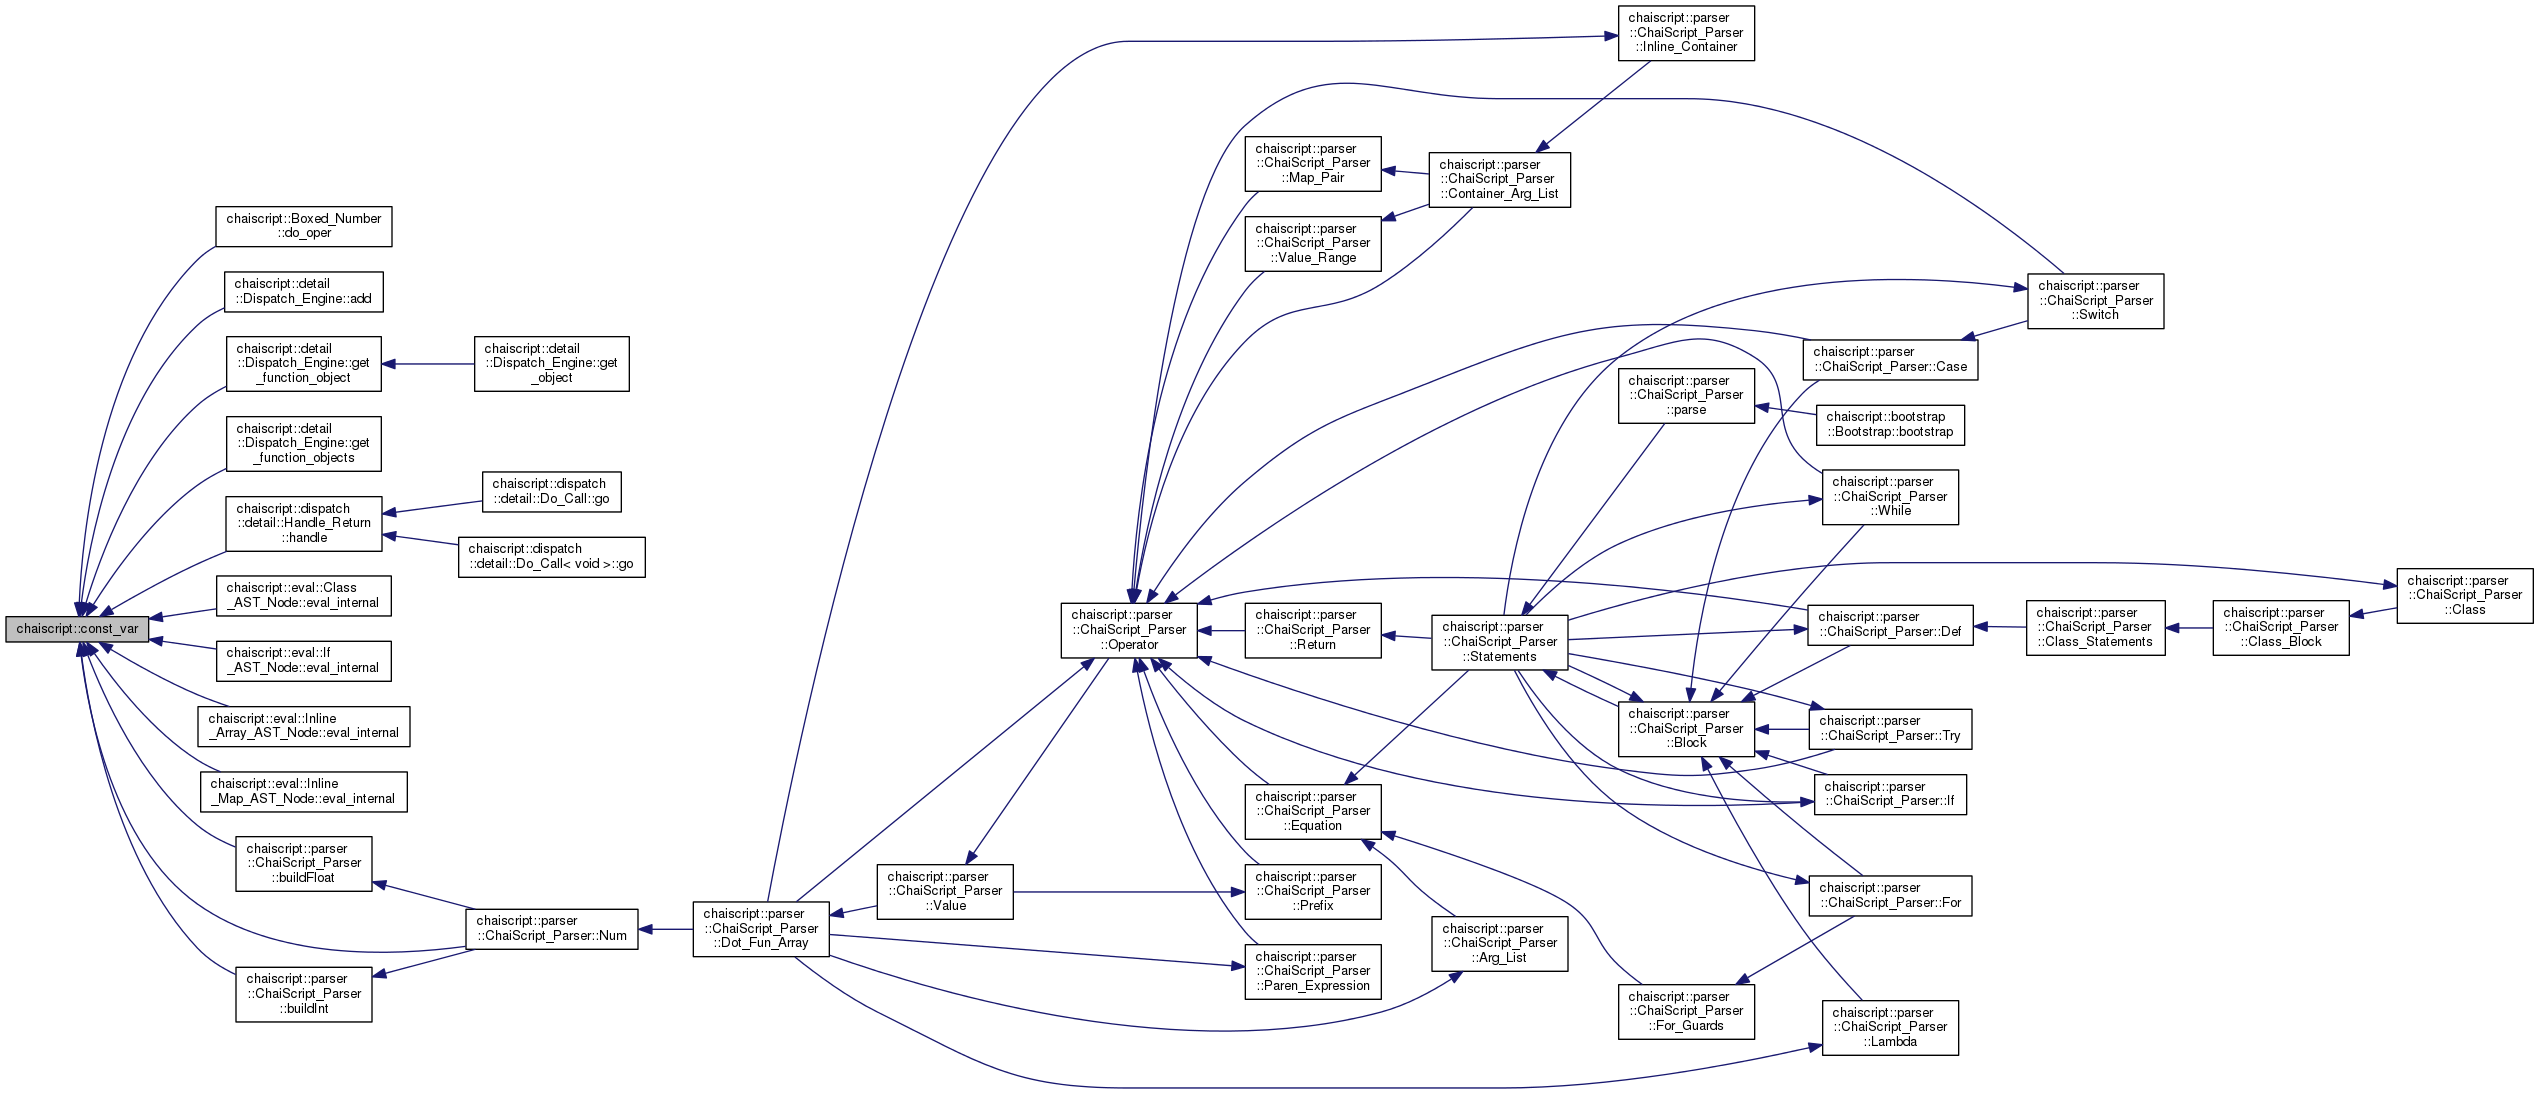 chaiscript::const_var
chaiscript::Boxed_Number
::do_oper
chaiscript::detail
::Dispatch_Engine::add
chaiscript::detail
::Dispatch_Engine::get
_function_object
chaiscript::detail
::Dispatch_Engine::get
_object
chaiscript::detail
::Dispatch_Engine::get
_function_objects
chaiscript::dispatch
::detail::Handle_Return
::handle
chaiscript::dispatch
::detail::Do_Call::go
chaiscript::dispatch
::detail::Do_Call< void >::go
chaiscript::eval::Class
_AST_Node::eval_internal
chaiscript::eval::If
_AST_Node::eval_internal
chaiscript::eval::Inline
_Array_AST_Node::eval_internal
chaiscript::eval::Inline
_Map_AST_Node::eval_internal
chaiscript::parser
::ChaiScript_Parser
::buildFloat
chaiscript::parser
::ChaiScript_Parser::Num
chaiscript::parser
::ChaiScript_Parser
::buildInt
chaiscript::parser
::ChaiScript_Parser
::Dot_Fun_Array
chaiscript::parser
::ChaiScript_Parser
::Value
chaiscript::parser
::ChaiScript_Parser
::Operator
chaiscript::parser
::ChaiScript_Parser
::Inline_Container
chaiscript::parser
::ChaiScript_Parser
::Map_Pair
chaiscript::parser
::ChaiScript_Parser
::Container_Arg_List
chaiscript::parser
::ChaiScript_Parser
::Value_Range
chaiscript::parser
::ChaiScript_Parser
::Switch
chaiscript::parser
::ChaiScript_Parser::Case
chaiscript::parser
::ChaiScript_Parser
::parse
chaiscript::bootstrap
::Bootstrap::bootstrap
chaiscript::parser
::ChaiScript_Parser
::While
chaiscript::parser
::ChaiScript_Parser
::Return
chaiscript::parser
::ChaiScript_Parser
::Statements
chaiscript::parser
::ChaiScript_Parser::Def
chaiscript::parser
::ChaiScript_Parser
::Class_Statements
chaiscript::parser
::ChaiScript_Parser
::Class_Block
chaiscript::parser
::ChaiScript_Parser
::Class
chaiscript::parser
::ChaiScript_Parser
::Block
chaiscript::parser
::ChaiScript_Parser::Try
chaiscript::parser
::ChaiScript_Parser::If
chaiscript::parser
::ChaiScript_Parser
::Equation
chaiscript::parser
::ChaiScript_Parser
::Prefix
chaiscript::parser
::ChaiScript_Parser
::Paren_Expression
chaiscript::parser
::ChaiScript_Parser
::Arg_List
chaiscript::parser
::ChaiScript_Parser::For
chaiscript::parser
::ChaiScript_Parser
::For_Guards
chaiscript::parser
::ChaiScript_Parser
::Lambda